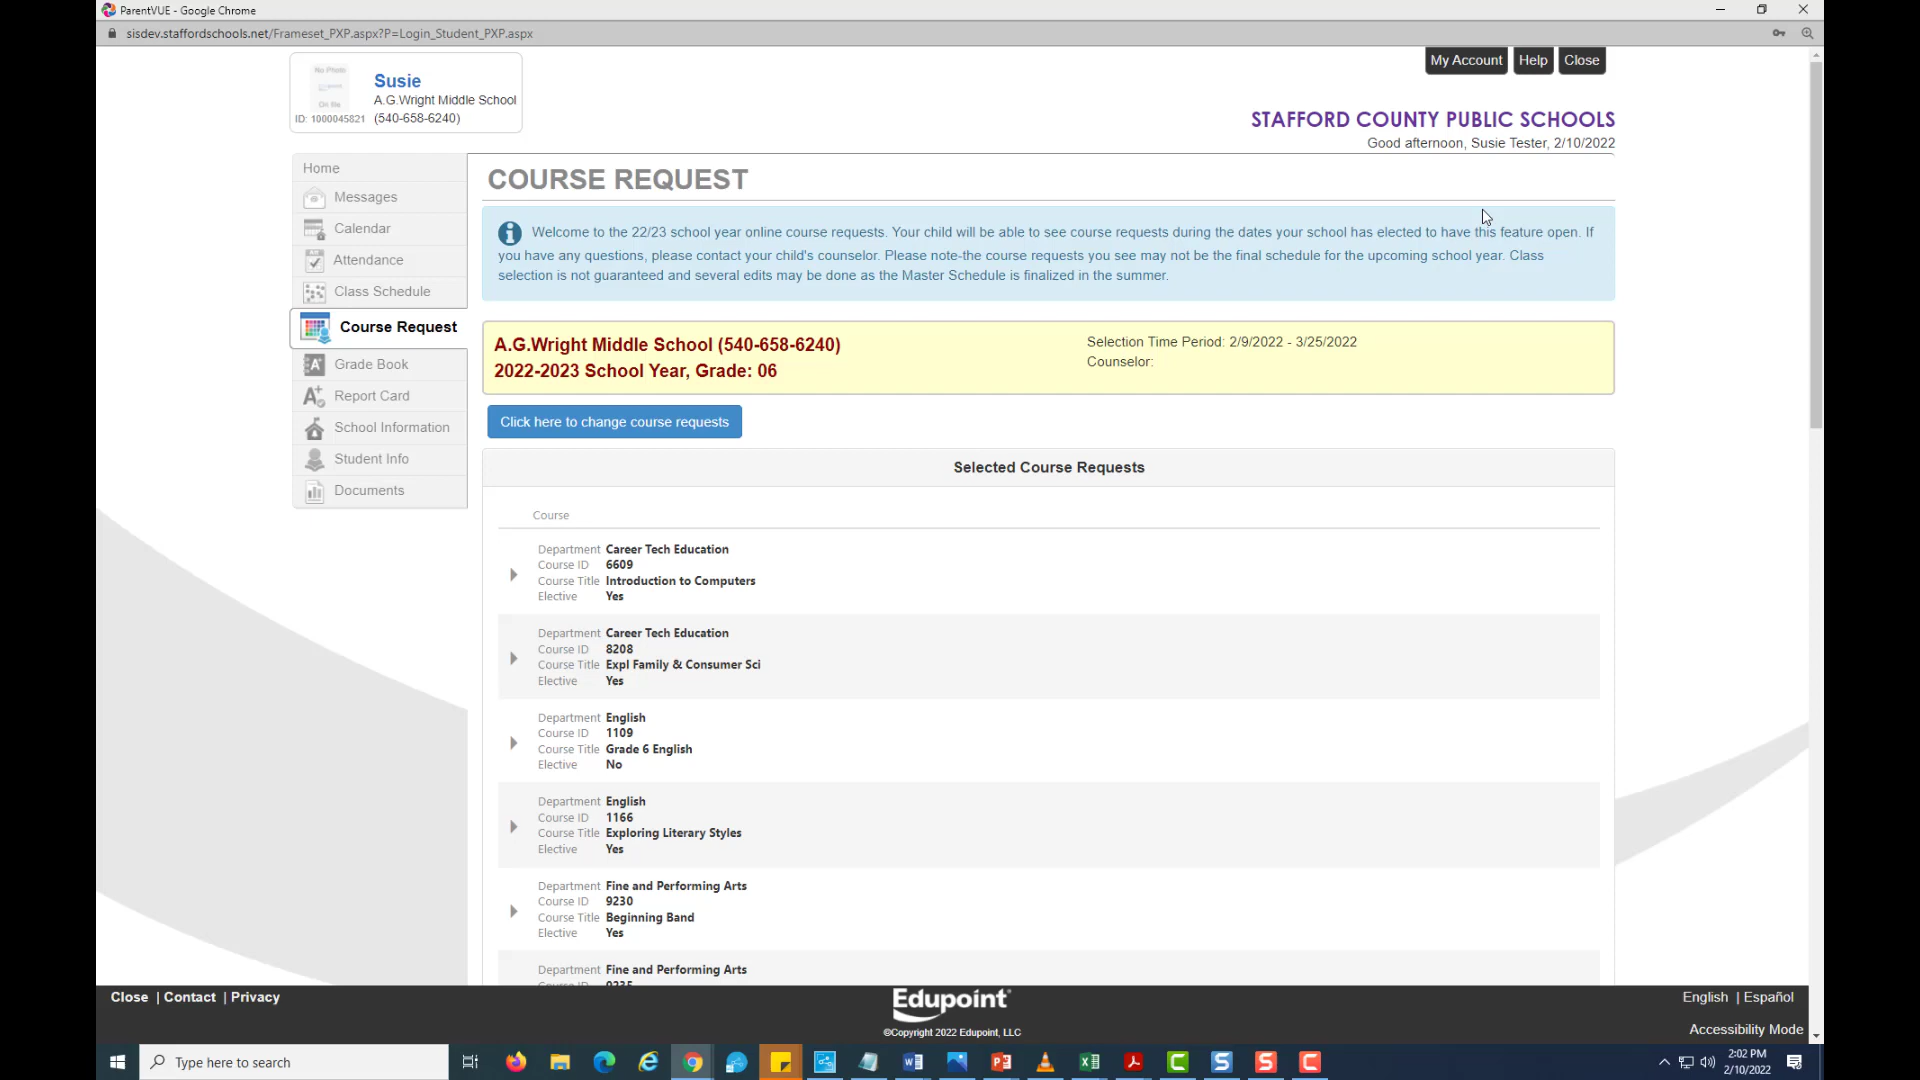 ParentVUE - Google Chrome
sisdev.staffordschools.net/Frameset_PXP.aspx?P=Login_Student_PXP.aspx
No Photo
On file
ID: 1000045821
Susie
A.G.Wright Middle School
(540-658-6240)
My Account
Help
Close
STAFFORD COUNTY PUBLIC SCHOOLS
Good afternoon, Susie Tester, 2/10/2022
Home
Messages
Calendar
Attendance
Class Schedule
Course Request
Grade Book
Report Card
School Information
Student Info
Documents
COURSE REQUEST
Welcome to the 22/23 school year online course requests. Your child will be able to see course requests during the dates your school has elected to have this feature open. If
you have any questions, please contact your child's counselor. Please note-the course requests you see may not be the final schedule for the upcoming school year. Class
selection is not guaranteed and several edits may be done as the Master Schedule is finalized in the summer.
A.G.Wright Middle School (540-658-6240)
2022-2023 School Year, Grade: 06
Selection Time Period: 2/9/2022 - 3/25/2022
Counselor:
Click here to change course requests
Selected Course Requests
Course
Department Career Tech Education
Course ID 6609
Course Title Introduction to Computers
Elective Yes
Department Career Tech Education
Course ID 8208
Course Title Expl Family & Consumer Sci
Elective Yes
Department English
Course ID 1109
Course Title Grade 6 English
Elective No
Department English
Course ID 1166
Course Title Exploring Literary Styles
Elective Yes
Department Fine and Performing Arts
Course ID 9230
Course Title Beginning Band
Elective Yes
Department Fine and Performing Arts
Course ID 9235
Close | Contact | Privacy
Edupoint
©Copyright 2022 Edupoint, LLC
English | Español
Accessibility Mode
Type here to search
2:02 PM
2/10/2022